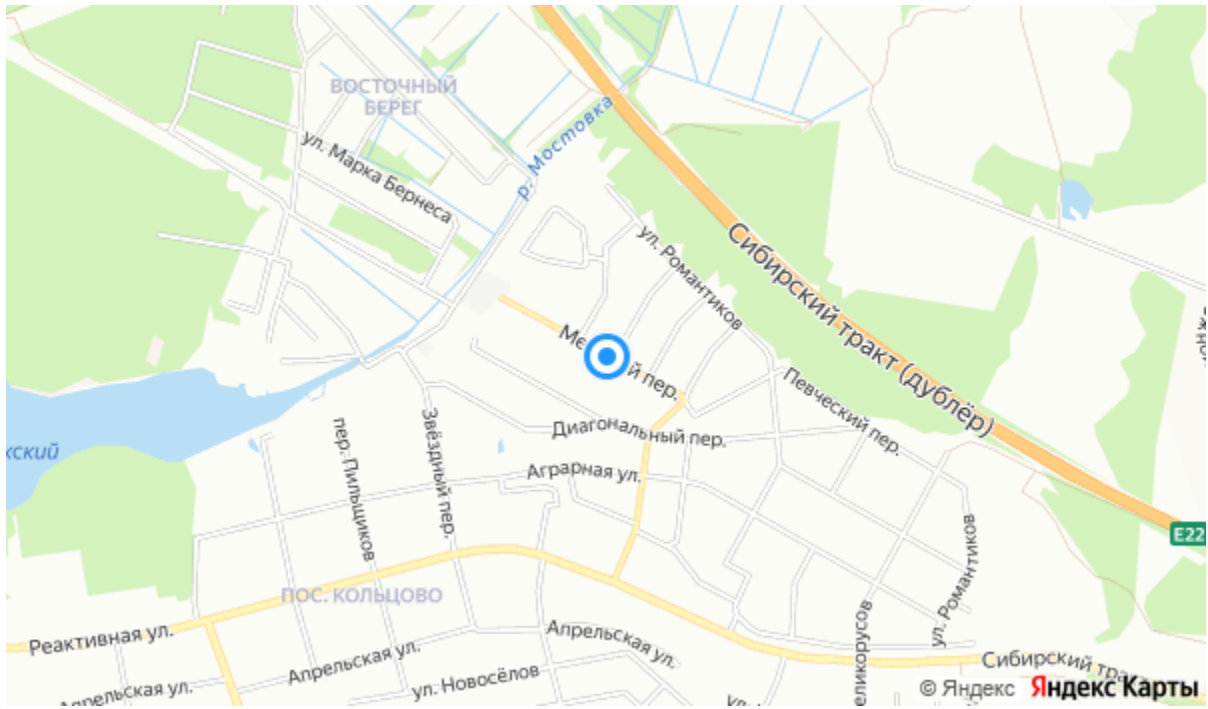 ВОСТОЧНЫЙ
БЕРЕГ
р. Мостовка
ул. Марка Бернеса
ул. Романтиков
Сибирский тракт (дублёр)
пер.
Певческий пер.
Диагональный пер.
Звёздный пер.
пер. Пильщиков
Аграрная ул.
E22
ул. Романтиков
ПОС. КОЛЬЦОВО
Реактивная ул.
Апрельская ул.
Апрельская ул.
Сибирский
Апрельская ул.
ул. Новосёлов
© Яндекс Яндекс Карты